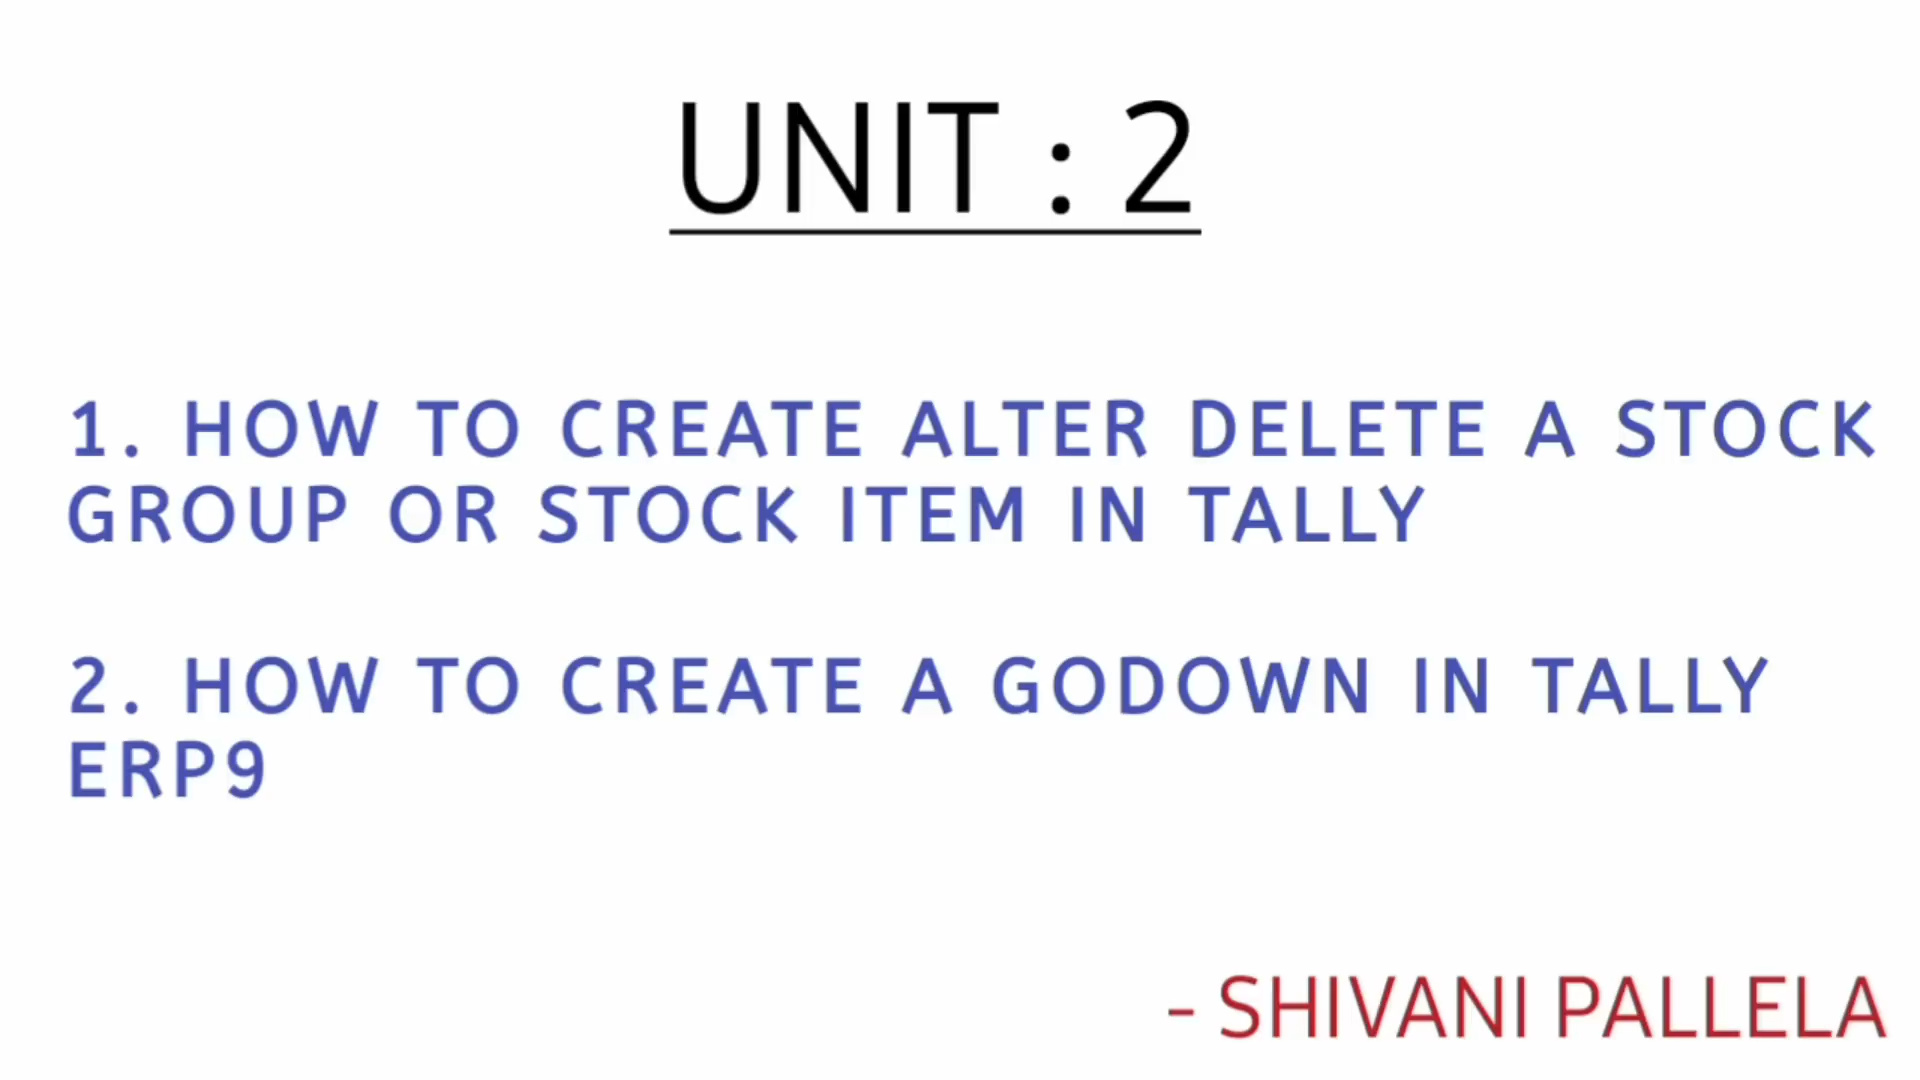 UNIT : 2
1. HOW TO CREATE ALTER DELETE A STOCK
GROUP OR STOCK ITEM IN TALLY
2. HOW TO CREATE A GODOWN IN TALLY
ERP9
- SHIVANI PALLELA